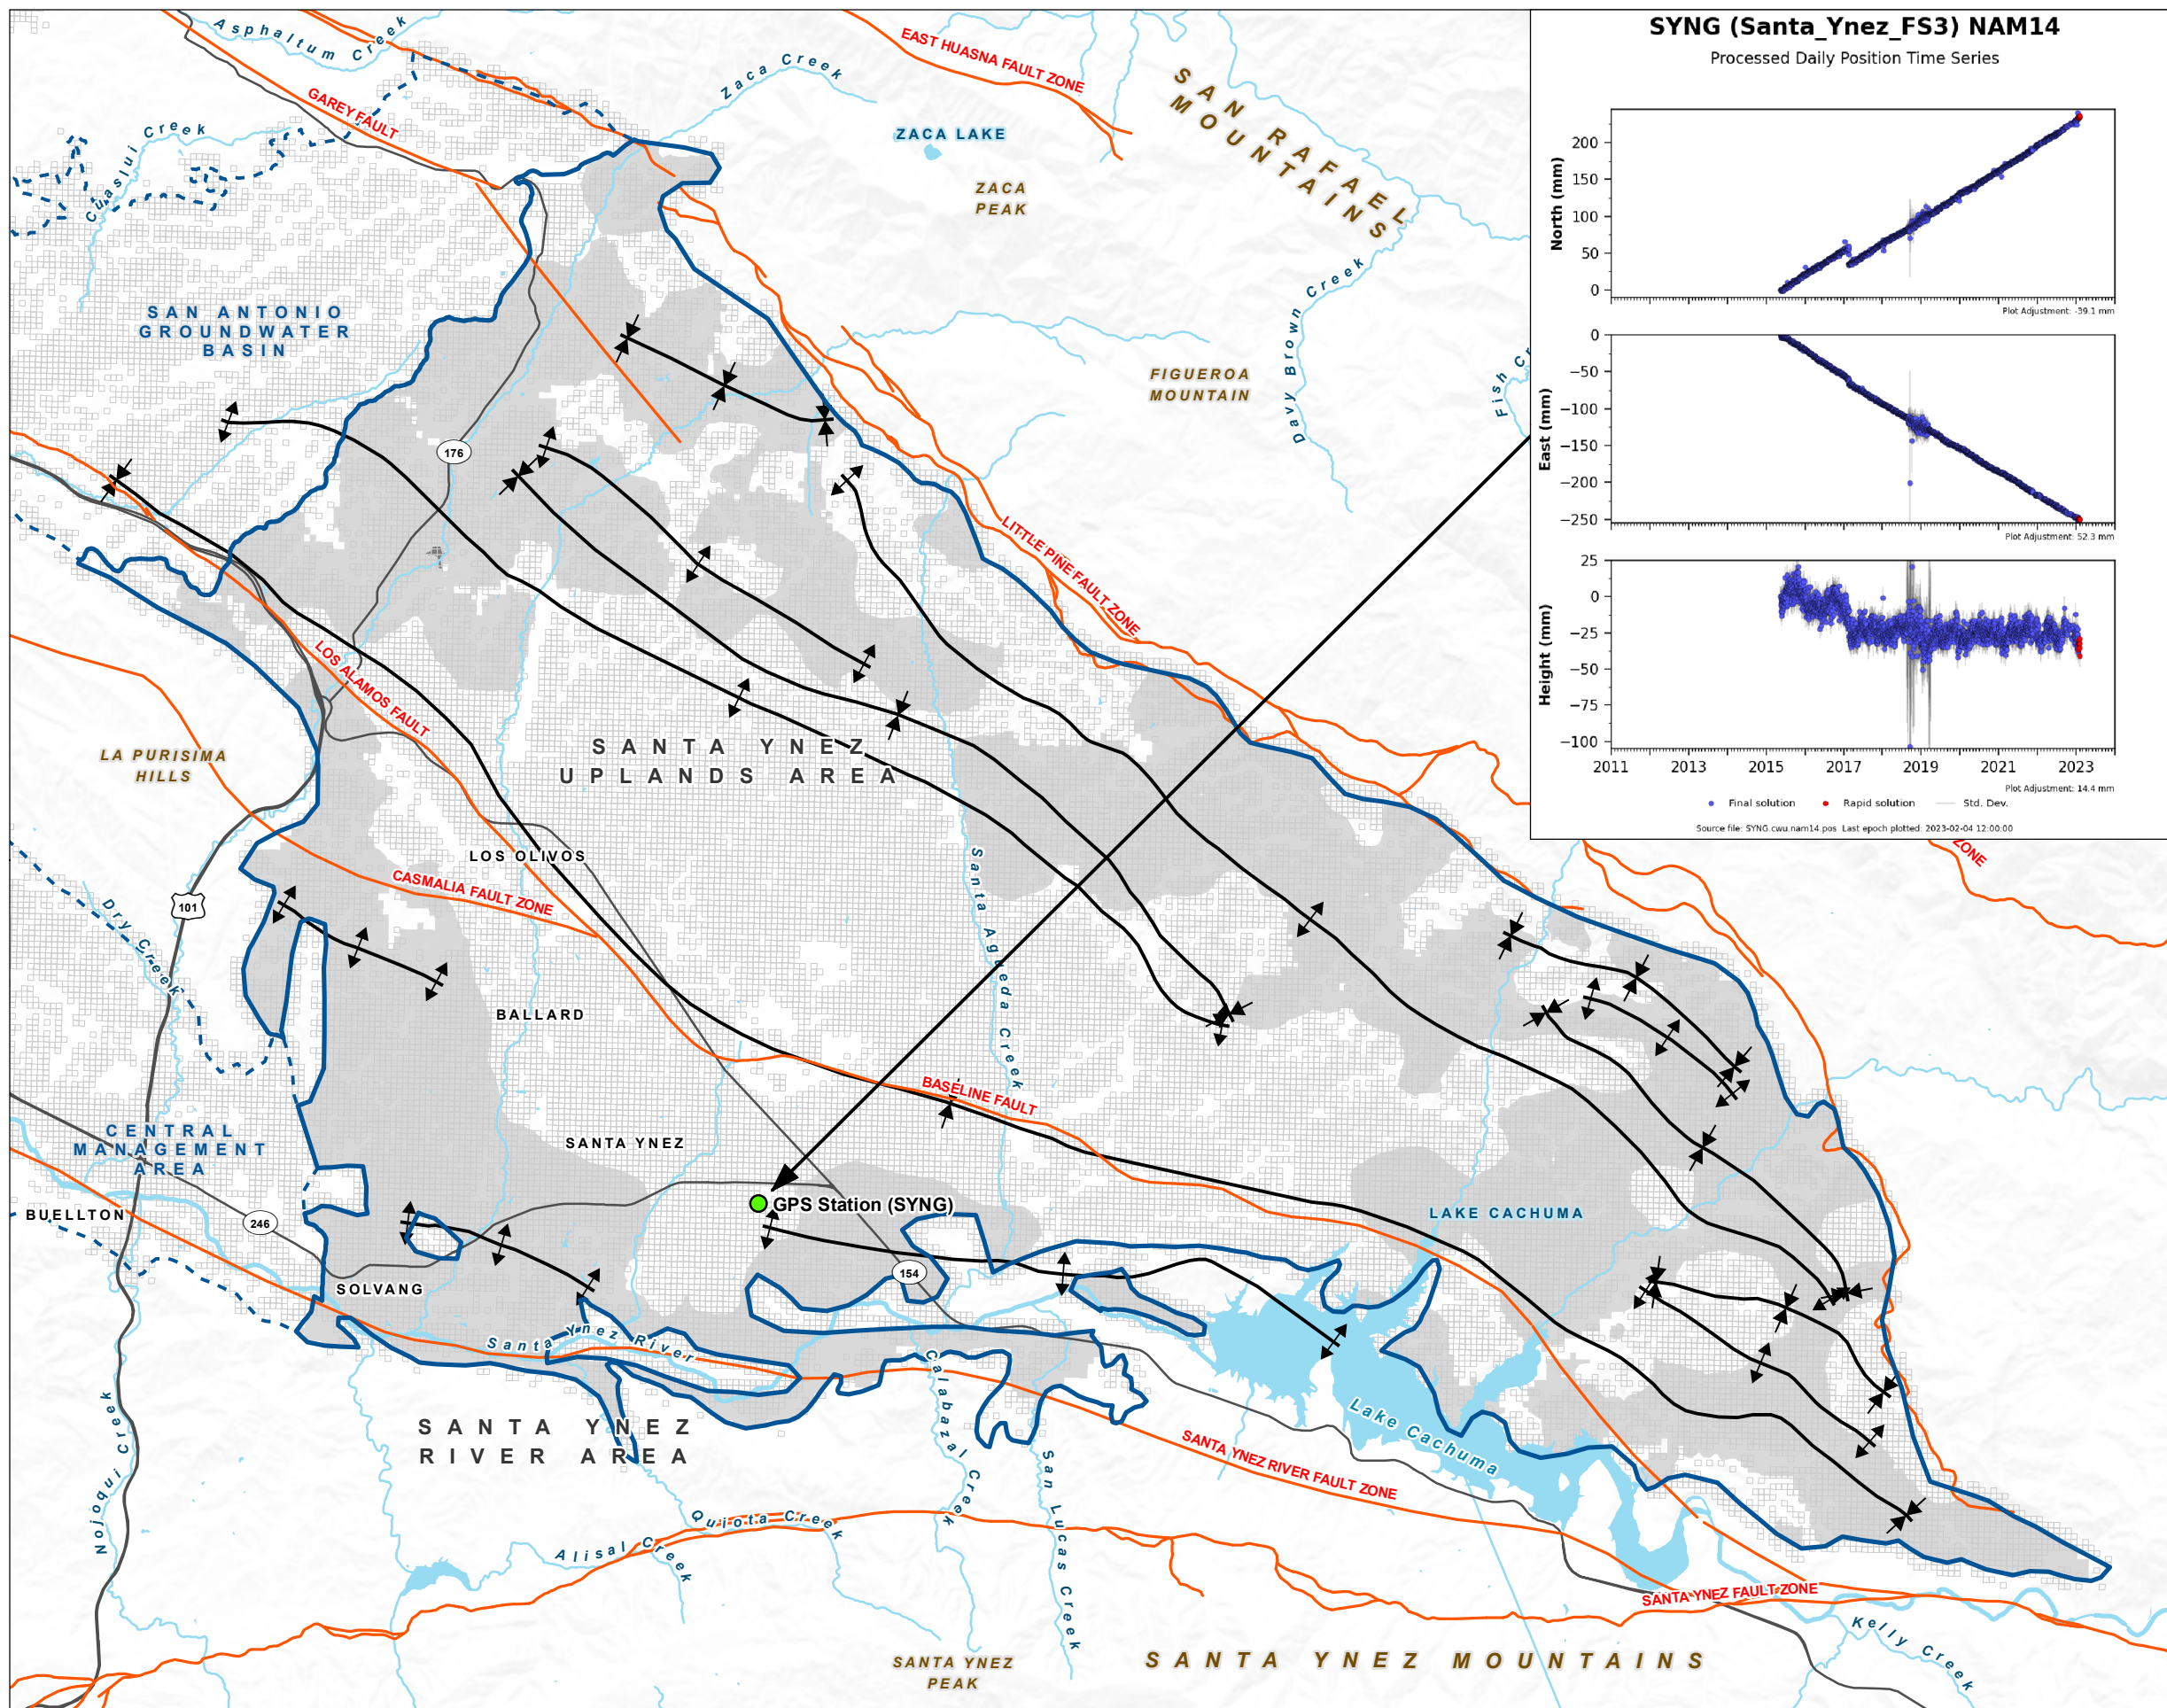 Asphaltum Creek
GAREY FAULT
Cuaslui Creek
Zaca Creek
EAST HUASNA FAULT ZONE
ZACA LAKE
ZACA
PEAK
SAN RAFAEL
MOUNTAINS
SAN ANTONIO
GROUNDWATER
BASIN
176
FIGUEROA
MOUNTAIN
Davy Brown Creek
Fish Cr
LITTLE PINE FAULT ZONE
LOS ALAMOS FAULT
LA PURISIMA
HILLS
SANTA YNEZ
UPLANDS AREA
LOS OLIVOS
CASMALIA FAULT ZONE
101
Dry Creek
BALLARD
Santa Agueda Creek
BASELINE FAULT
CENTRAL
MANAGEMENT
AREA
SANTA YNEZ
GPS Station (SYNG)
BUELLTON
246
SOLVANG
154
LAKE CACHUMA
Santa Ynez River
Lake Cachuma
SANTA YNEZ
RIVER AREA
Calabazal Creek
San Lucas Creek
SANTA YNEZ RIVER FAULT ZONE
Nojoqui Creek
Quiota Creek
Alisal Creek
SANTA YNEZ FAULT ZONE
Kelly Creek
SANTA YNEZ
PEAK
SANTA YNEZ MOUNTAINS
ZONE
SYNG (Santa_Ynez_FS3) NAM14
Processed Daily Position Time Series
North (mm)
200
150
100
50
0
Plot Adjustment: -39.1 mm
East (mm)
0
−50
−100
−150
−200
−250
Plot Adjustment: 52.3 mm
Height (mm)
25
0
−25
−50
−75
−100
2011 2013 2015 2017 2019 2021 2023
Plot Adjustment: 14.4 mm
Final solution Rapid solution Std. Dev.
Source file: SYNG.cwu.nam14.pos Last epoch plotted: 2023-02-04 12:00:00